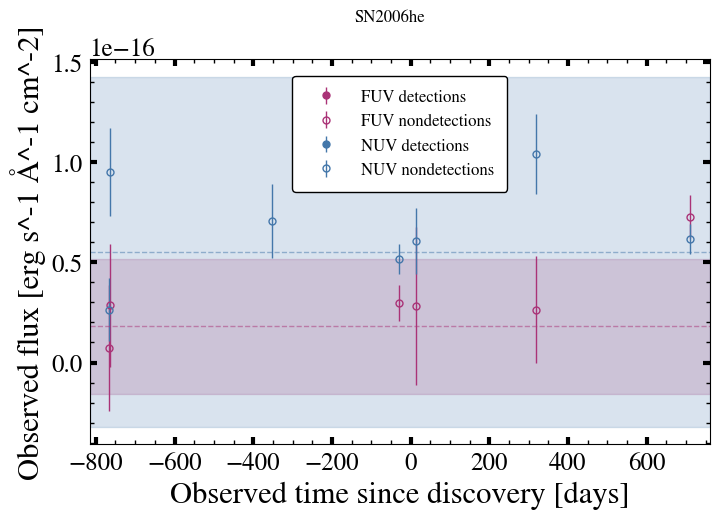 SN2006he
1e−16
1.5
1.0
0.5
0.0
Observed flux [erg s^-1 Å^-1 cm^-2]
FUV detections
FUV nondetections
NUV detections
NUV nondetections
−800 −600 −400 −200 0 200 400 600
Observed time since discovery [days]